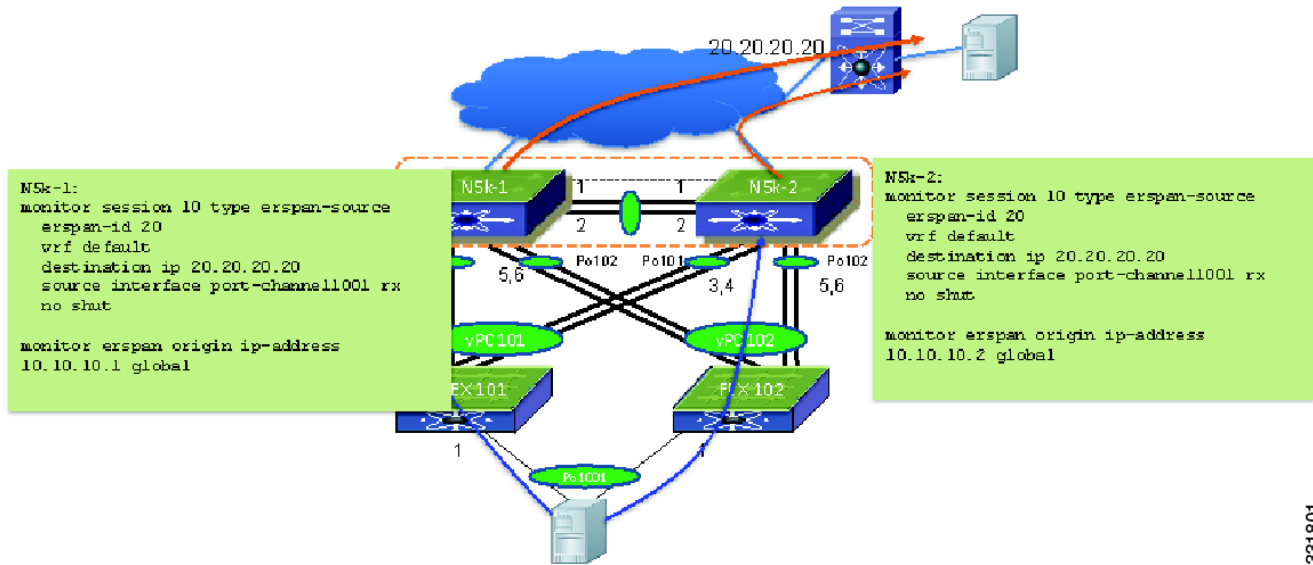 20.20.20.20
N5k-1:
monitor session 10 type erspan-source
erspan-id 20
vrf default
destination ip 20.20.20.20
source interface port-channel1001 rx
no shut
monitor erspan origin ip-address
10.10.10.1 global
N5k-1
1
1
N5k-2
2
2
N5k-2:
monitor session 10 type erspan-source
erspan-id 20
vrf default
destination ip 20.20.20.20
source interface port-channel1001 rx
no shut
monitor erspan origin ip-address
10.10.10.2 global
5,6
Po102
Po101
3,4
Po102
5,6
vPC101
vPC102
EX101
FEX102
1
1
Po1001
331801